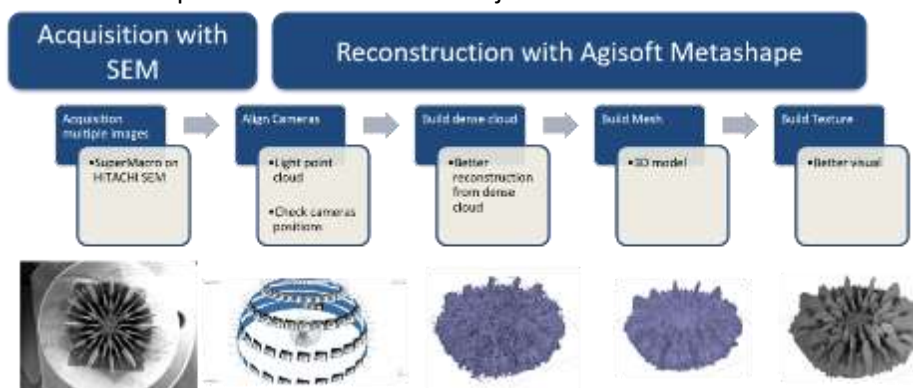 Acquisition with
SEM
Reconstruction with Agisoft Metashape
Acquisition
multiple images
Align Cameras
Build dense cloud
Build Mesh
Build Texture
•SuperMacro on
HITACHI SEM
•Light point
cloud
•Check cameras
positions
•Better
reconstruction
from dense
cloud
•3D model
•Better visual